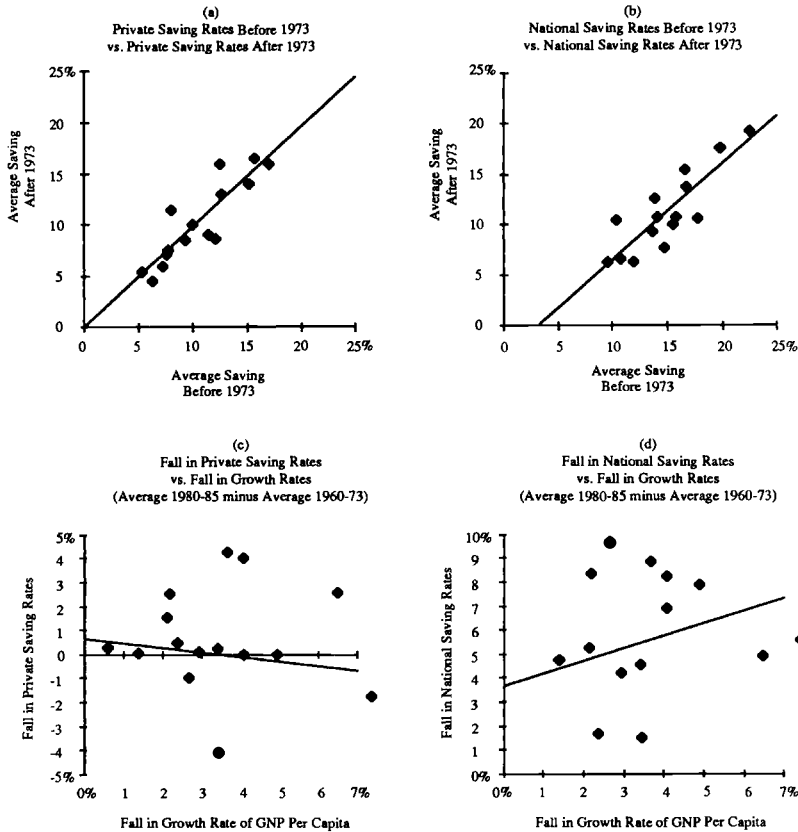 (a)
Private Saving Rates Before 1973
vs. Private Saving Rates After 1973
25%
20
15
10
5
0
Average Saving
After 1973
0 5 10 15 20 25%
Average Saving
Before 1973
(b)
National Saving Rates Before 1973
vs. National Saving Rates After 1973
25%
20
15
10
5
0
Average Saving
After 1973
0 5 10 15 20 25%
Average Saving
Before 1973
(c)
Fall in Private Saving Rates
vs. Fall in Growth Rates
(Average 1980-85 minus Average 1960-73)
5%
4
3
2
1
0
-1
-2
-3
-4
-5%
Fall in Private Saving Rates
0% 1 2 3 4 5 6 7%
Fall in Growth Rate of GNP Per Capita
(d)
Fall in National Saving Rates
vs. Fall in Growth Rates
(Average 1980-85 minus Average 1960-73)
10%
9
8
7
6
5
4
3
2
1
0%
Fall in National Saving Rates
0% 1 2 3 4 5 6 7%
Fall in Growth Rate of GNP Per Capita